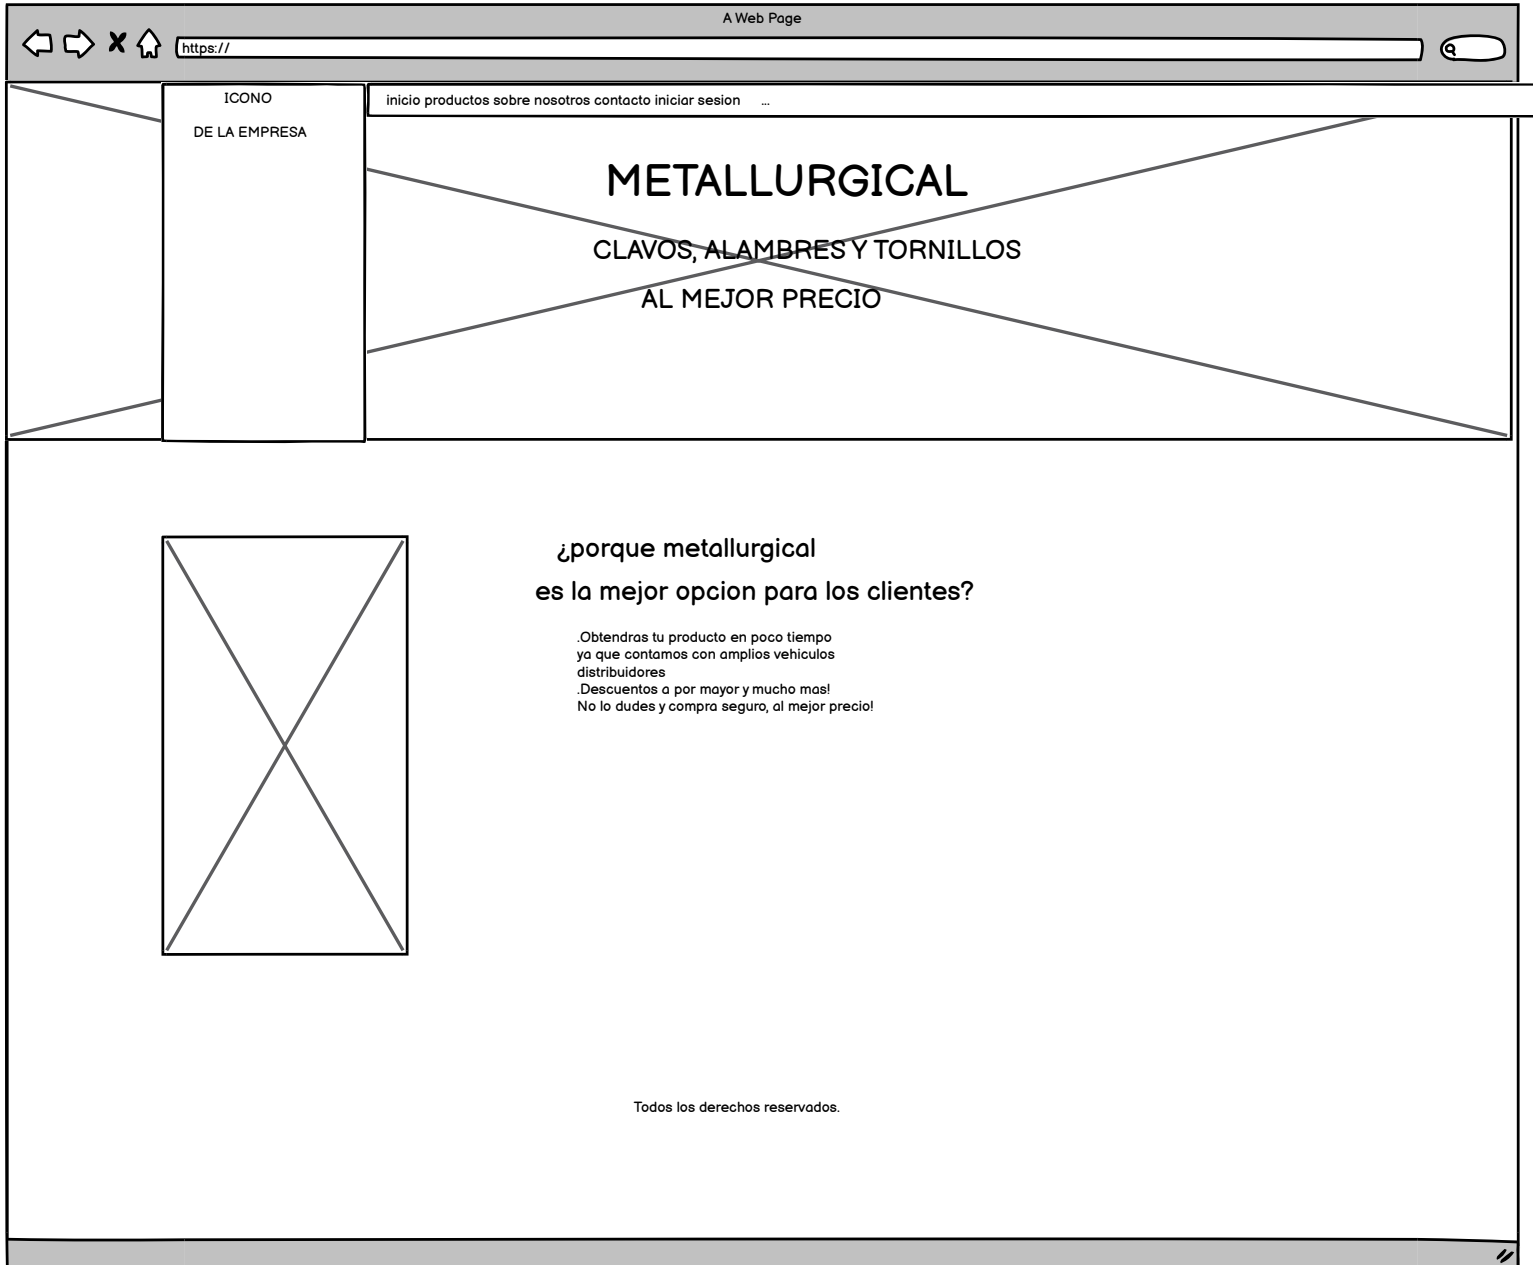 A Web Page
https://
ICONO
DE LA EMPRESA
inicio productos sobre nosotros contacto iniciar sesion ...
METALLURGICAL
CLAVOS, ALAMBRES Y TORNILLOS
AL MEJOR PRECIO
¿porque metallurgical
es la mejor opcion para los clientes?
.Obtendras tu producto en poco tiempo
ya que contamos con amplios vehiculos
distribuidores
.Descuentos a por mayor y mucho mas!
No lo dudes y compra seguro, al mejor precio!
Todos los derechos reservados.